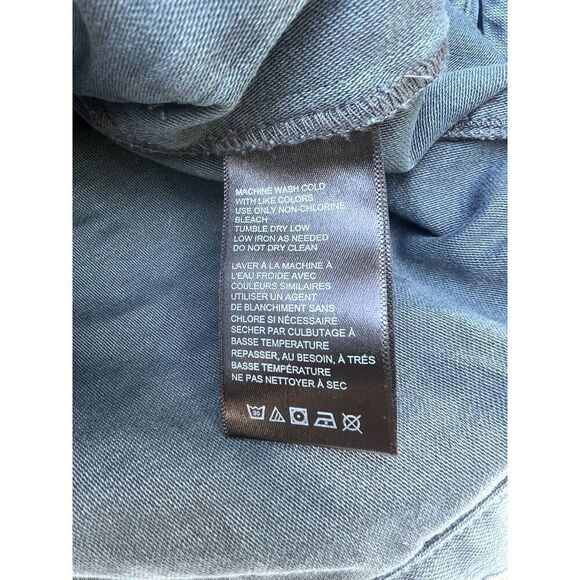 MACHINE WASH COLD
WITH LIKE COLORS
USE ONLY NON-CHLORINE
BLEACH
TUMBLE DRY LOW
LOW IRON AS NEEDED
DO NOT DRY CLEAN
LAVER À LA MACHINE À
L'EAU FROIDE AVEC
COULEURS SIMILAIRES
UTILISER UN AGENT
DE BLANCHIMENT SANS
CHLORE SI NÉCESSAIRE
SECHER PAR CULBUTAGE À
BASSE TEMPERATURE
REPASSER, AU BESOIN, À TRÉS
BASSE TEMPÉRATURE
NE PAS NETTOYER À SEC
30